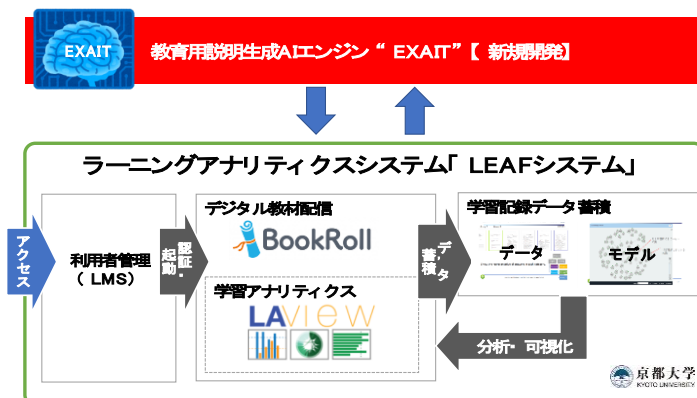 EXAIT
教育用説明生成AIエンジン“EXAIT”【新規開発】
ラーニングアナリティクスシステム「LEAFシステム」
アクセス
利用者管理
（LMS）
認証・
起動
デジタル教材配信
BookRoll
学習アナリティクス
LAVIEW
データ
蓄積
学習記録データ蓄積
データ
モデル
分析・可視化
京都大学
KYOTO UNIVERSITY